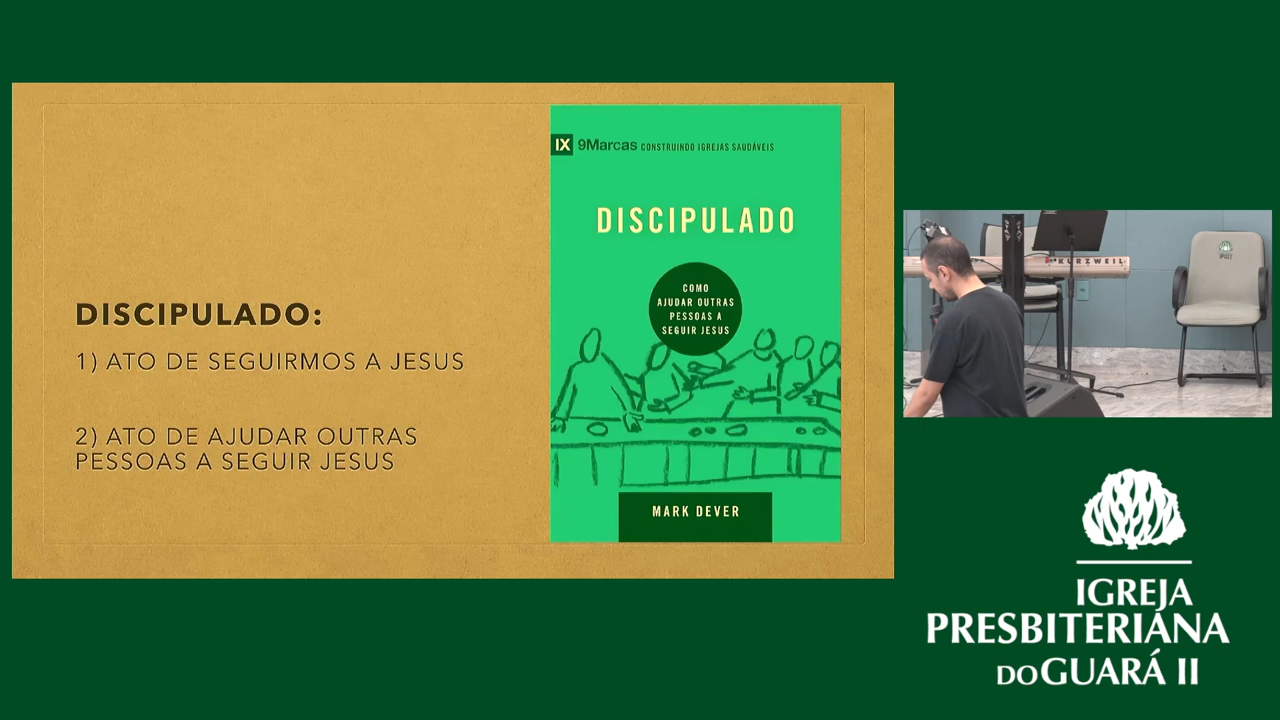 DISCIPULADO:
1) ATO DE SEGUIRMOS A JESUS
2) ATO DE AJUDAR OUTRAS
PESSOAS A SEGUIR JESUS
IX 9Marcas CONSTRUINDO IGREJAS SAUDÁVEIS
DISCIPULADO
COMO
AJUDAR OUTRAS
PESSOAS A
SEGUIR JESUS
MARK DEVER
KURZWEIL
IGREJA
PRESBITERIANA
DO GUARÁ II